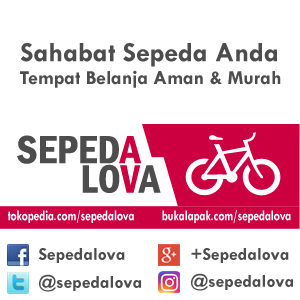 Sahabat Sepeda Anda
Tempat Belanja Aman & Murah
SEPEDA
LOVA
tokopedia.com/sepedalova bukalapak.com/sepedalova
f Sepedalova g+ +Sepedalova
t @sepedalova @sepedalova